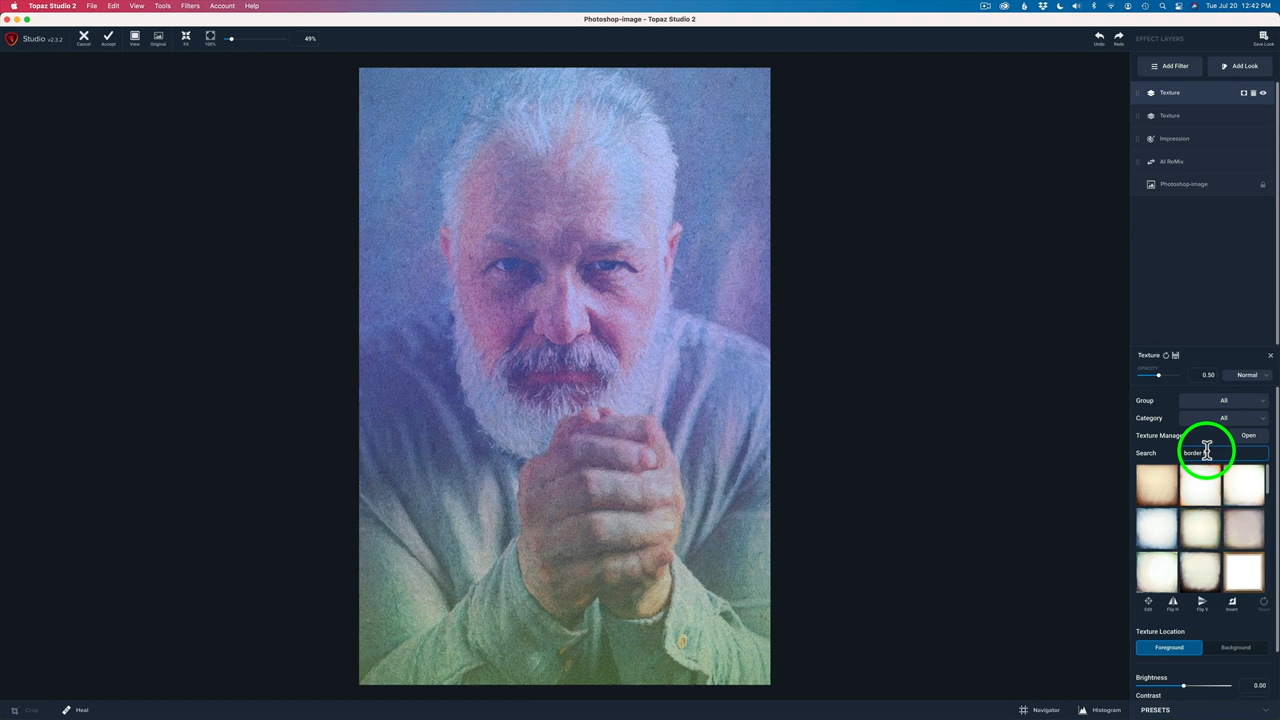 Topaz Studio 2 File Edit View Tools Filters Account Help
Tue Jul 20 12:42 PM
Photoshop-image - Topaz Studio 2
Studio v2.3.2
Cancel
Accept
View
Original
Fit
100%
49%
Undo
Redo
EFFECT LAYERS
Save Look
Add Filter
Add Look
Texture
Texture
Impression
AI ReMix
Photoshop-image
Texture
OPACITY
0.50
Normal
Group
All
Category
All
Texture Manag
Open
Search
border
Edit
Flip H
Flip V
Invert
Texture Location
Foreground
Background
Brightness
0.00
Contrast
PRESETS
Crop
Heal
Navigator
Histogram